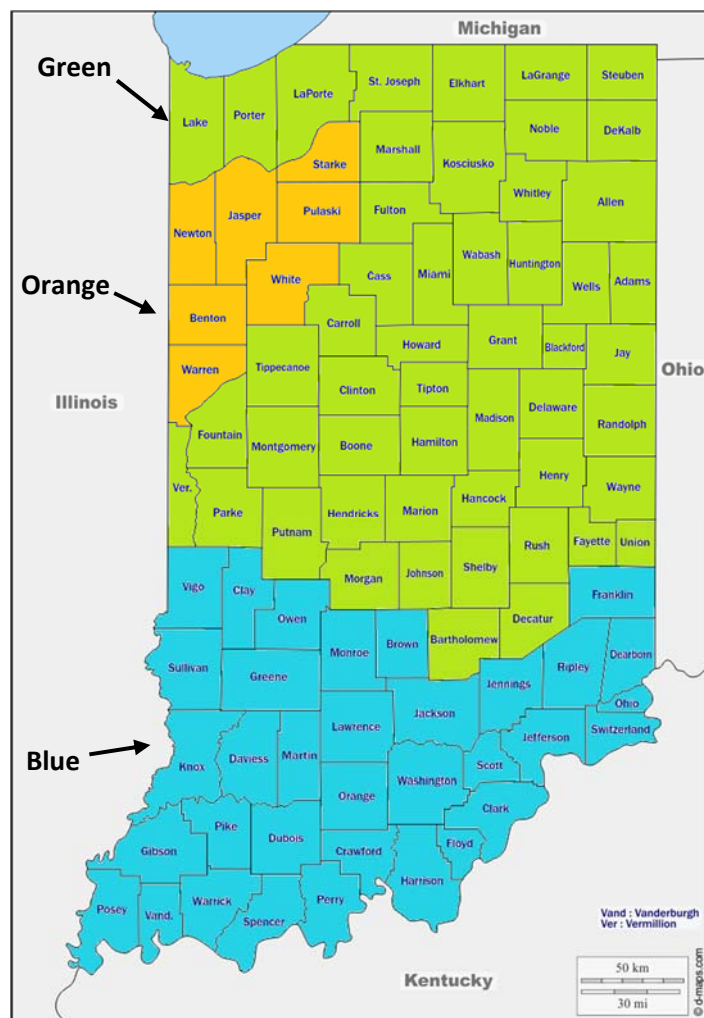 Michigan
Green
LaGrange
Steuben
St. Joseph
Elkhart
LaPorte
Porter
Lake
Noble
DeKalb
Marshall
Starke
Kosciusko
Whitley
Allen
Fulton
Pulaski
Jasper
Newton
Wabash
Huntington
Miami
Cass
White
Wells
Adams
Orange
Benton
Carroll
Howard
Grant
Blackford
Jay
Ohio
Warren
Tippecanoe
Clinton
Tipton
Illinois
Madison
Delaware
Randolph
Fountain
Montgomery
Boone
Hamilton
Henry
Wayne
Ver.
Parke
Hendricks
Marion
Hancock
Putnam
Rush
Fayette
Union
Morgan
Johnson
Shelby
Vigo
Clay
Owen
Franklin
Decatur
Monroe
Brown
Bartholomew
Sullivan
Greene
Jennings
Ripley
Dearborn
Ohio
Lawrence
Jackson
Jefferson
Switzerland
Blue
Knox
Daviess
Martin
Washington
Scott
Orange
Clark
Pike
Dubois
Gibson
Crawford
Floyd
Harrison
Posey
Vand.
Warrick
Spencer
Perry
Vand : Vanderburgh
Ver : Vermillion
Kentucky
50 km
30 mi
© d-maps.com